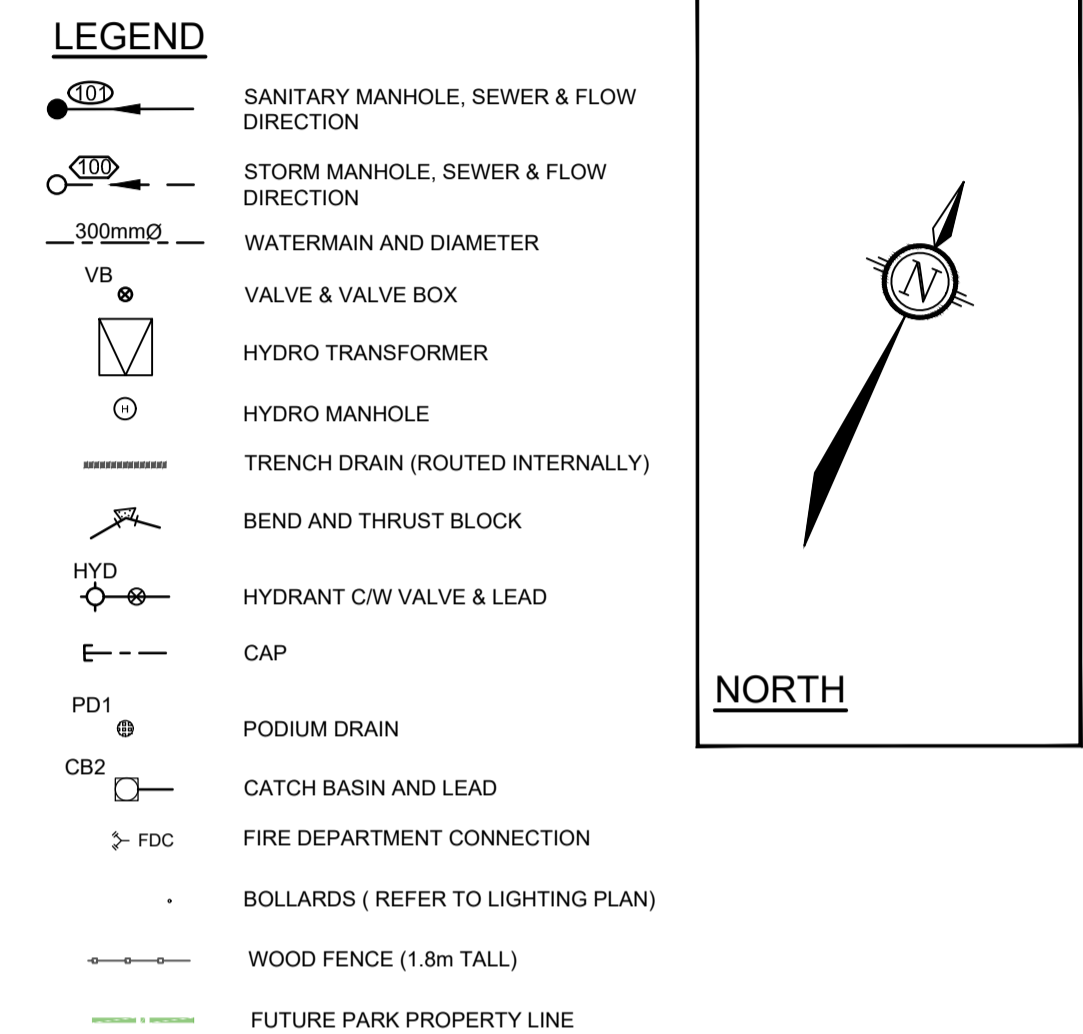 LEGEND
101
SANITARY MANHOLE, SEWER & FLOW
DIRECTION
100
STORM MANHOLE, SEWER & FLOW
DIRECTION
300mmØ
WATERMAIN AND DIAMETER
VB
VALVE & VALVE BOX
HYDRO TRANSFORMER
H
HYDRO MANHOLE
TRENCH DRAIN (ROUTED INTERNALLY)
BEND AND THRUST BLOCK
HYD
HYDRANT C/W VALVE & LEAD
CAP
PD1
PODIUM DRAIN
CB2
CATCH BASIN AND LEAD
FDC
FIRE DEPARTMENT CONNECTION
BOLLARDS ( REFER TO LIGHTING PLAN)
WOOD FENCE (1.8m TALL)
FUTURE PARK PROPERTY LINE
N
NORTH